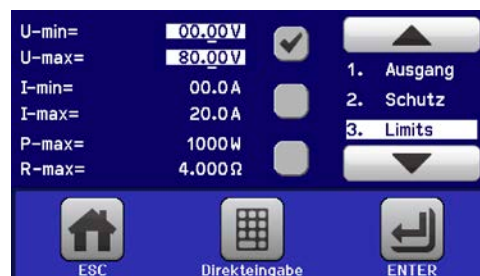 U-min= 00.00V
U-max= 80.00V
I-min= 00.0A
I-max= 20.0A
P-max= 1000W
R-max= 4.000Ω
1. Ausgang
2. Schutz
3. Limits
ESC
Direkteingabe
ENTER